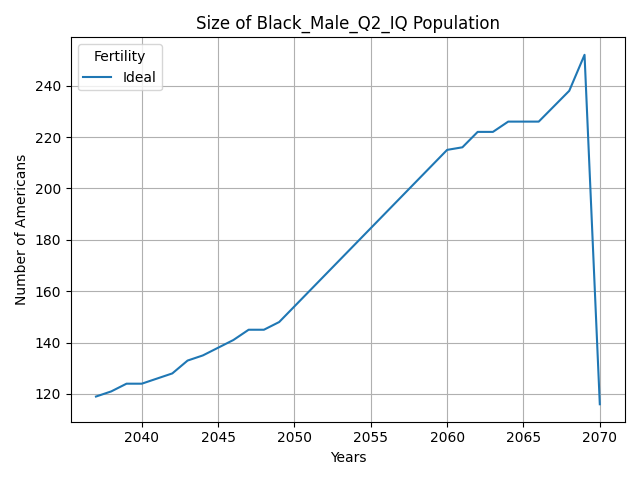 Size of Black_Male_Q2_IQ Population
Fertility
Ideal
Number of Americans
240
220
200
180
160
140
120
2040 2045 2050 2055 2060 2065 2070
Years